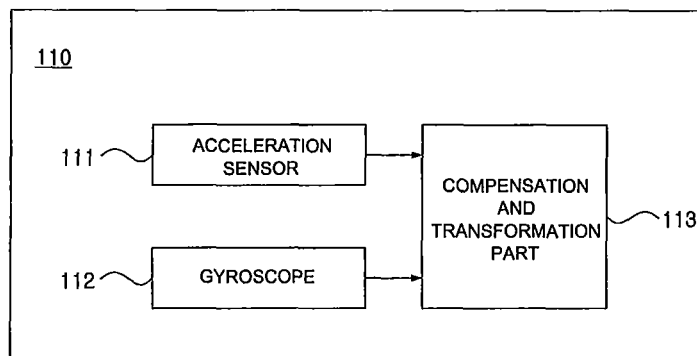 110
111
ACCELERATION
SENSOR
112
GYROSCOPE
COMPENSATION
AND
TRANSFORMATION
PART
113